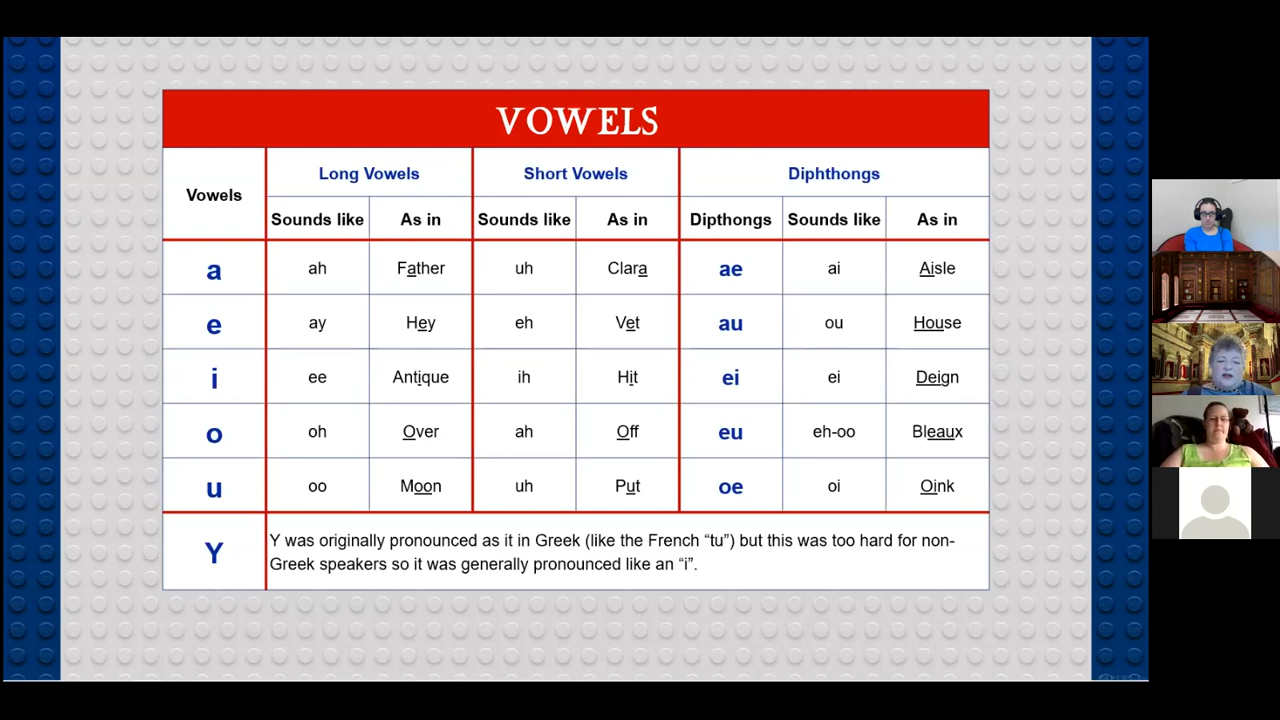 VOWELS
Vowels
Long Vowels Short Vowels Diphthongs
Sounds like As in Sounds like As in Dipthongs Sounds like As in
a ah Father uh Clara ae ai Aisle
e ay Hey eh Vet au ou House
i ee Antique ih Hit ei ei Deign
o oh Over ah Off eu eh-oo Bleaux
u oo Moon uh Put oe oi Oink
Y Y was originally pronounced as it in Greek (like the French “tu”) but this was too hard for non-
Greek speakers so it was generally pronounced like an “i”.